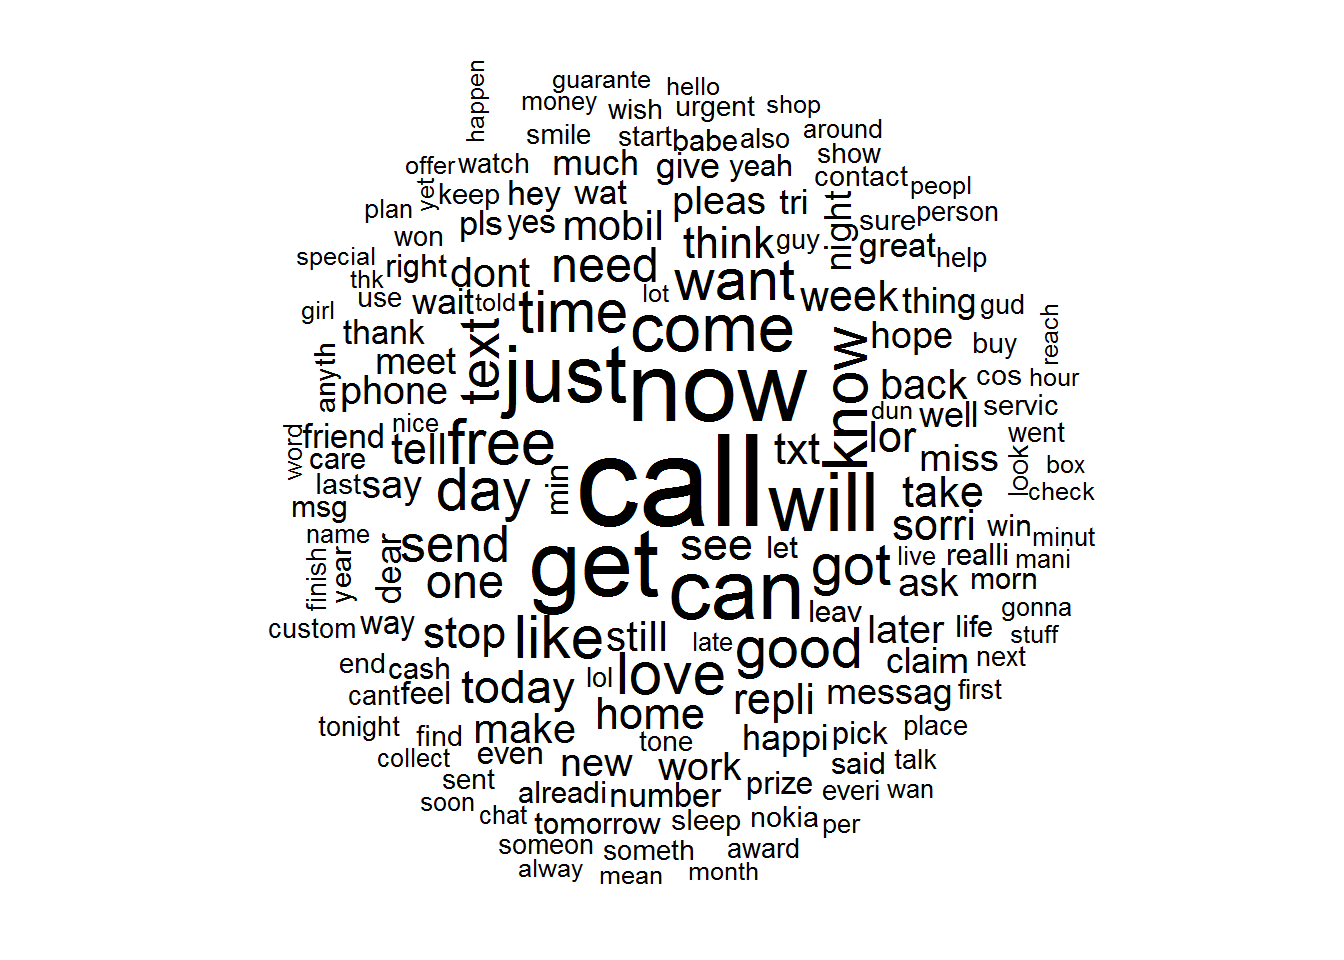 happen
guarante hello
money wish urgent shop
smile start babe also around
offer watch much give yeah show
yet keep hey wat pleas tri night contact peopl
plan pls yes mobil sure person
won think guy great help
special right dont need want
thk lot week thing gud
girl use wait told time come
thank text just now know hope buy reach
anyth meet back cos hour
phone dun well servic
nice lor went
word friend tell free txt miss look box
care call
last say day min will take check
msg sorri win minut
name send see let
finish year dear get got live realli mani
one can ask morn
leav gonna
custom way stop like still late good later life stuff
end cash lol love claim next
cant feel today repli messag first
tonight find make home happi pick place
collect even tone
sent new work said talk
soon alreadi number prize everi wan
chat tomorrow sleep nokia per
someon someth award
alway mean month